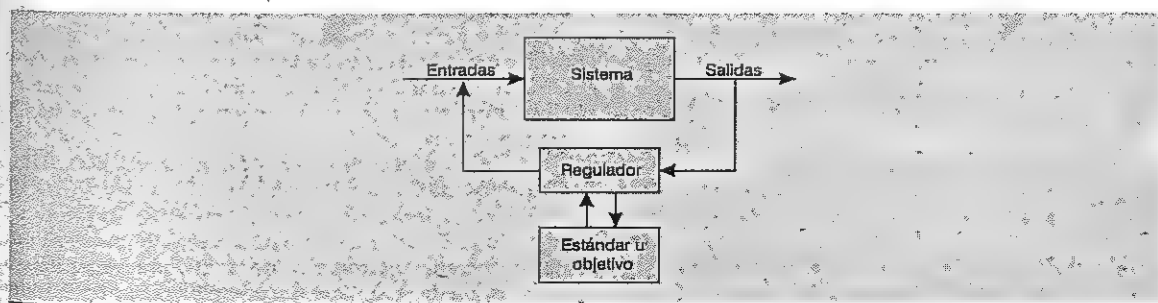 Entradas
Sistema
Salidas
Regulador
Estándar u
objetivo